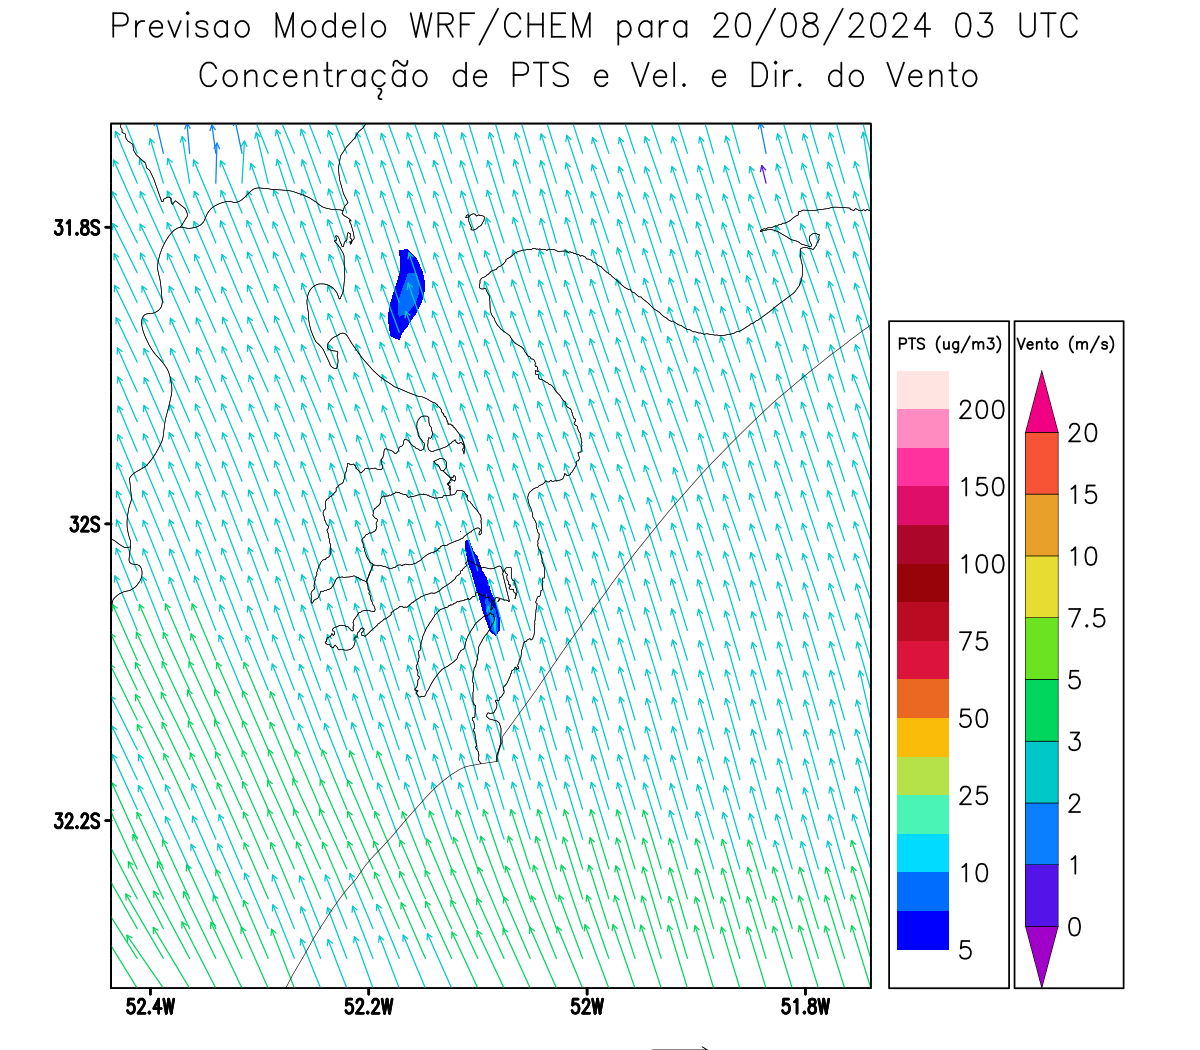 Previsao Modelo WRF/CHEM para 20/08/2024 03 UTC
Concentração de PTS e Vel. e Dir. do Vento
31.8S
32S
32.2S
52.4W
52.2W
52W
51.8W
PTS (ug/m3)
200
150
100
75
50
25
10
5
Vento (m/s)
20
15
10
7.5
5
3
2
1
0